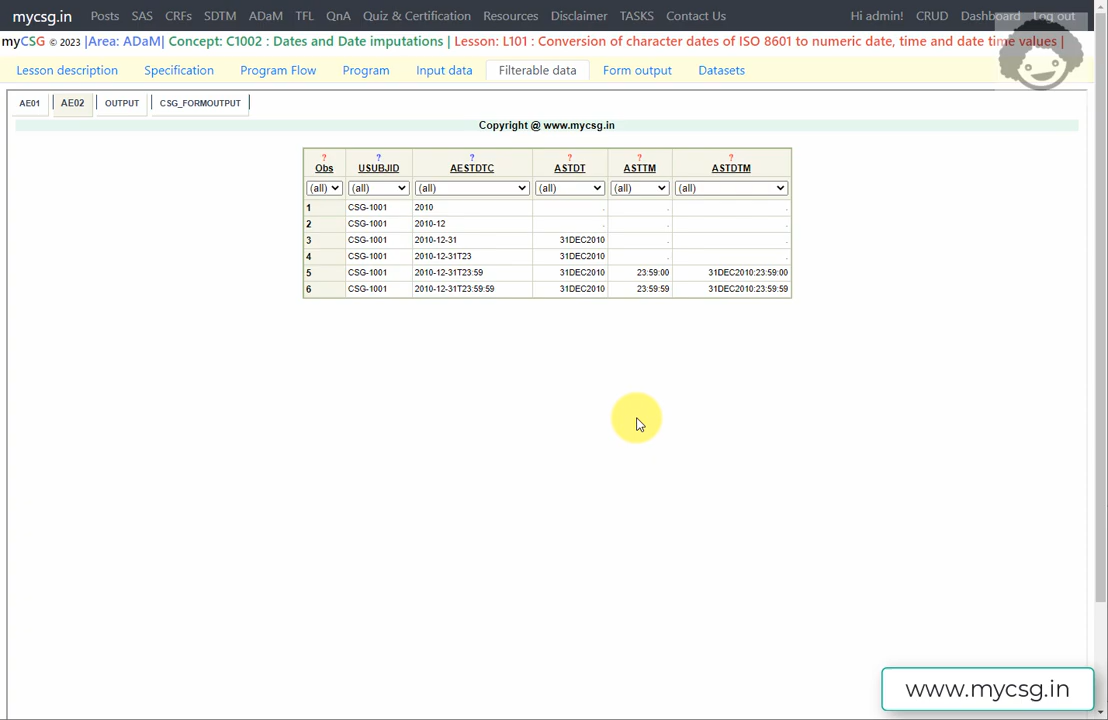 mycsg.in Posts SAS CRFs SDTM ADaM TFL QnA Quiz & Certification Resources Disclaimer TASKS Contact Us Hi admin! CRUD Dashboard Log out
myCSG © 2023 |Area: ADaM| Concept: C1002 : Dates and Date imputations | Lesson: L101 : Conversion of character dates of ISO 8601 to numeric date, time and date time values |
Lesson description Specification Program Flow Program Input data Filterable data Form output Datasets
AE01 AE02 OUTPUT CSG_FORMOUTPUT
Copyright @ www.mycsg.in
? ? ? ? ? ?
Obs USUBJID AESTDTC ASTDT ASTTM ASTDTM
(all) (all) (all) (all) (all) (all)
1 CSG-1001 2010 . . .
2 CSG-1001 2010-12 . . .
3 CSG-1001 2010-12-31 31DEC2010 . .
4 CSG-1001 2010-12-31T23 31DEC2010 . .
5 CSG-1001 2010-12-31T23:59 31DEC2010 23:59:00 31DEC2010:23:59:00
6 CSG-1001 2010-12-31T23:59:59 31DEC2010 23:59:59 31DEC2010:23:59:59
www.mycsg.in